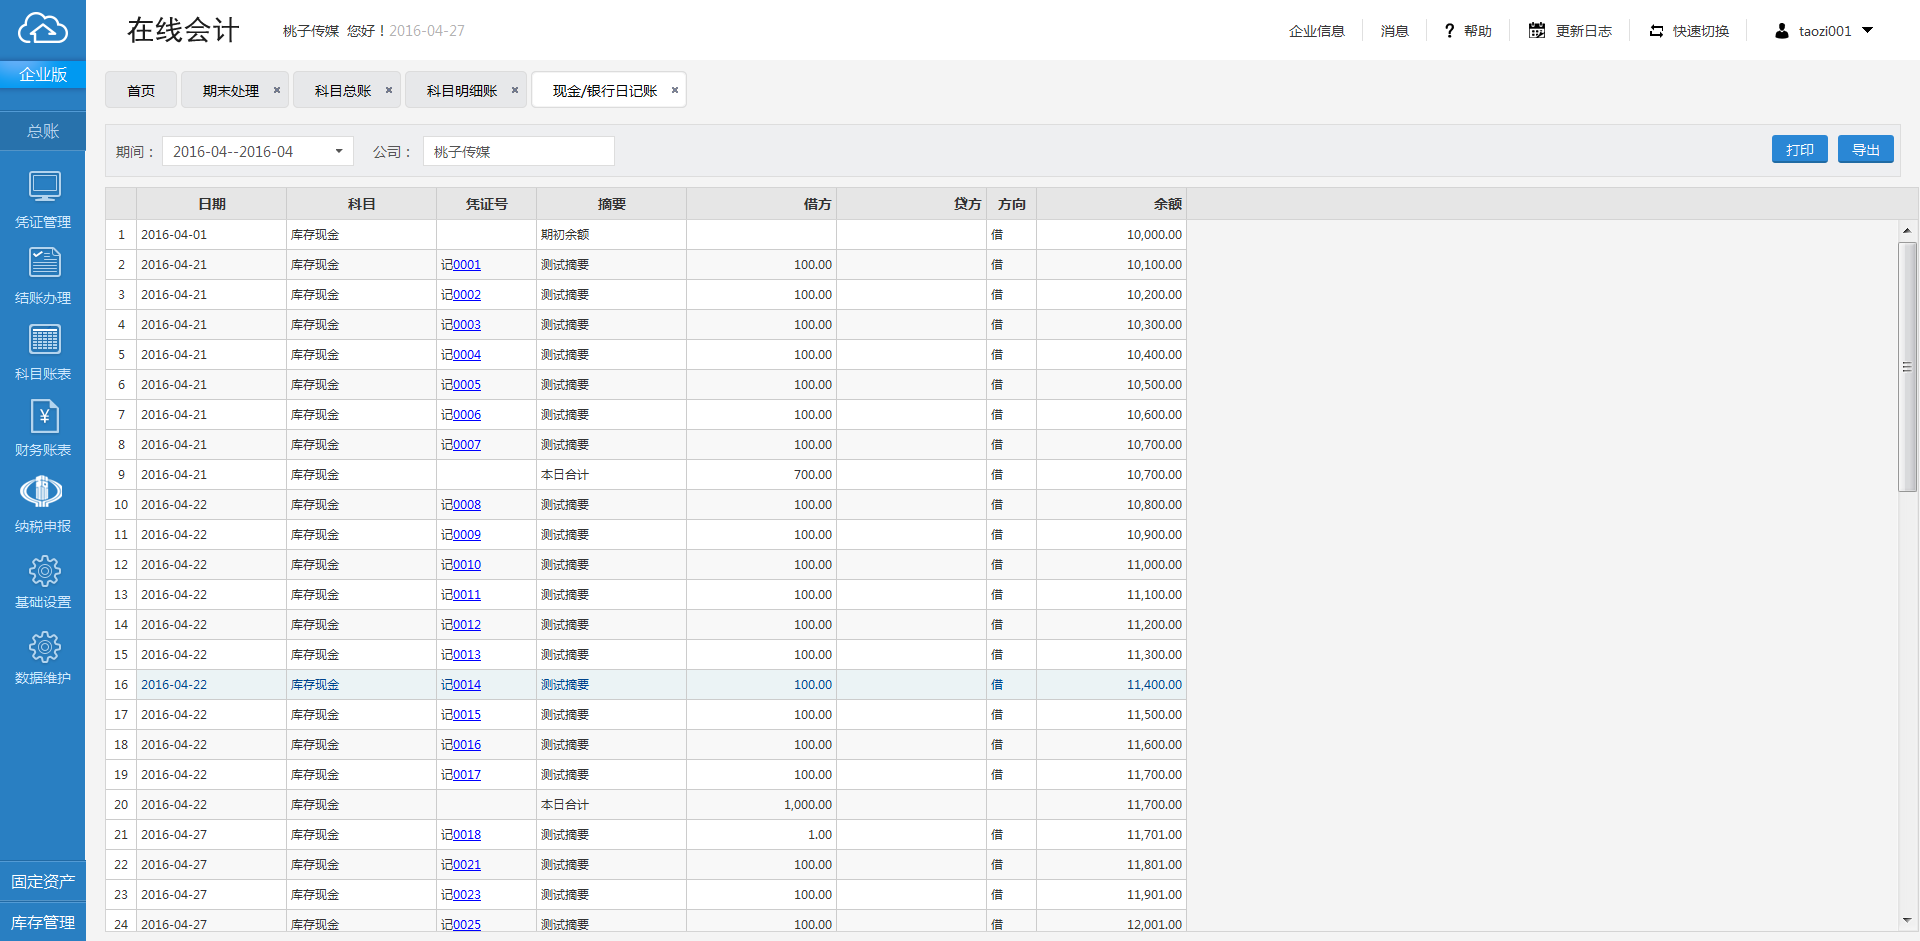 在线会计 桃子传媒 您好！2016-04-27 企业信息 消息 ? 帮助 更新日志 快速切换 taozi001
企业版
总账
凭证管理
结账办理
科目账表
¥
财务账表
纳税申报
基础设置
数据维护
固定资产
库存管理
首页 期末处理 × 科目总账 × 科目明细账 × 现金/银行日记账 ×
期间： 2016-04--2016-04 公司： 桃子传媒 打印 导出
日期 科目 凭证号 摘要 借方 贷方 方向 余额
1 2016-04-01 库存现金 期初余额 借 10,000.00
2 2016-04-21 库存现金 记0001 测试摘要 100.00 借 10,100.00
3 2016-04-21 库存现金 记0002 测试摘要 100.00 借 10,200.00
4 2016-04-21 库存现金 记0003 测试摘要 100.00 借 10,300.00
5 2016-04-21 库存现金 记0004 测试摘要 100.00 借 10,400.00
6 2016-04-21 库存现金 记0005 测试摘要 100.00 借 10,500.00
7 2016-04-21 库存现金 记0006 测试摘要 100.00 借 10,600.00
8 2016-04-21 库存现金 记0007 测试摘要 100.00 借 10,700.00
9 2016-04-21 库存现金 本日合计 700.00 借 10,700.00
10 2016-04-22 库存现金 记0008 测试摘要 100.00 借 10,800.00
11 2016-04-22 库存现金 记0009 测试摘要 100.00 借 10,900.00
12 2016-04-22 库存现金 记0010 测试摘要 100.00 借 11,000.00
13 2016-04-22 库存现金 记0011 测试摘要 100.00 借 11,100.00
14 2016-04-22 库存现金 记0012 测试摘要 100.00 借 11,200.00
15 2016-04-22 库存现金 记0013 测试摘要 100.00 借 11,300.00
16 2016-04-22 库存现金 记0014 测试摘要 100.00 借 11,400.00
17 2016-04-22 库存现金 记0015 测试摘要 100.00 借 11,500.00
18 2016-04-22 库存现金 记0016 测试摘要 100.00 借 11,600.00
19 2016-04-22 库存现金 记0017 测试摘要 100.00 借 11,700.00
20 2016-04-22 库存现金 本日合计 1,000.00 11,700.00
21 2016-04-27 库存现金 记0018 测试摘要 1.00 借 11,701.00
22 2016-04-27 库存现金 记0021 测试摘要 100.00 借 11,801.00
23 2016-04-27 库存现金 记0023 测试摘要 100.00 借 11,901.00
24 2016-04-27 库存现金 记0025 测试摘要 100.00 借 12,001.00